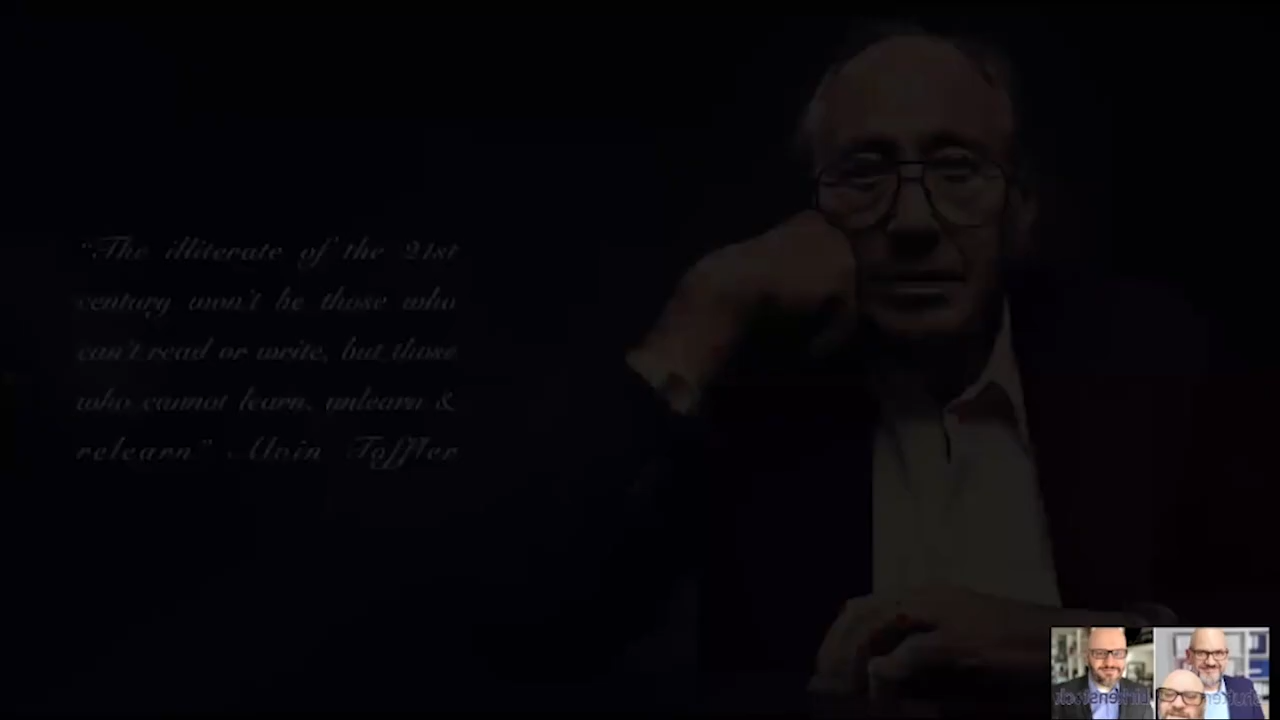 “The illiterate of the 21st
century won't be those who
can't read or write, but those
who cannot learn, unlearn &
relearn” Alvin Toffler